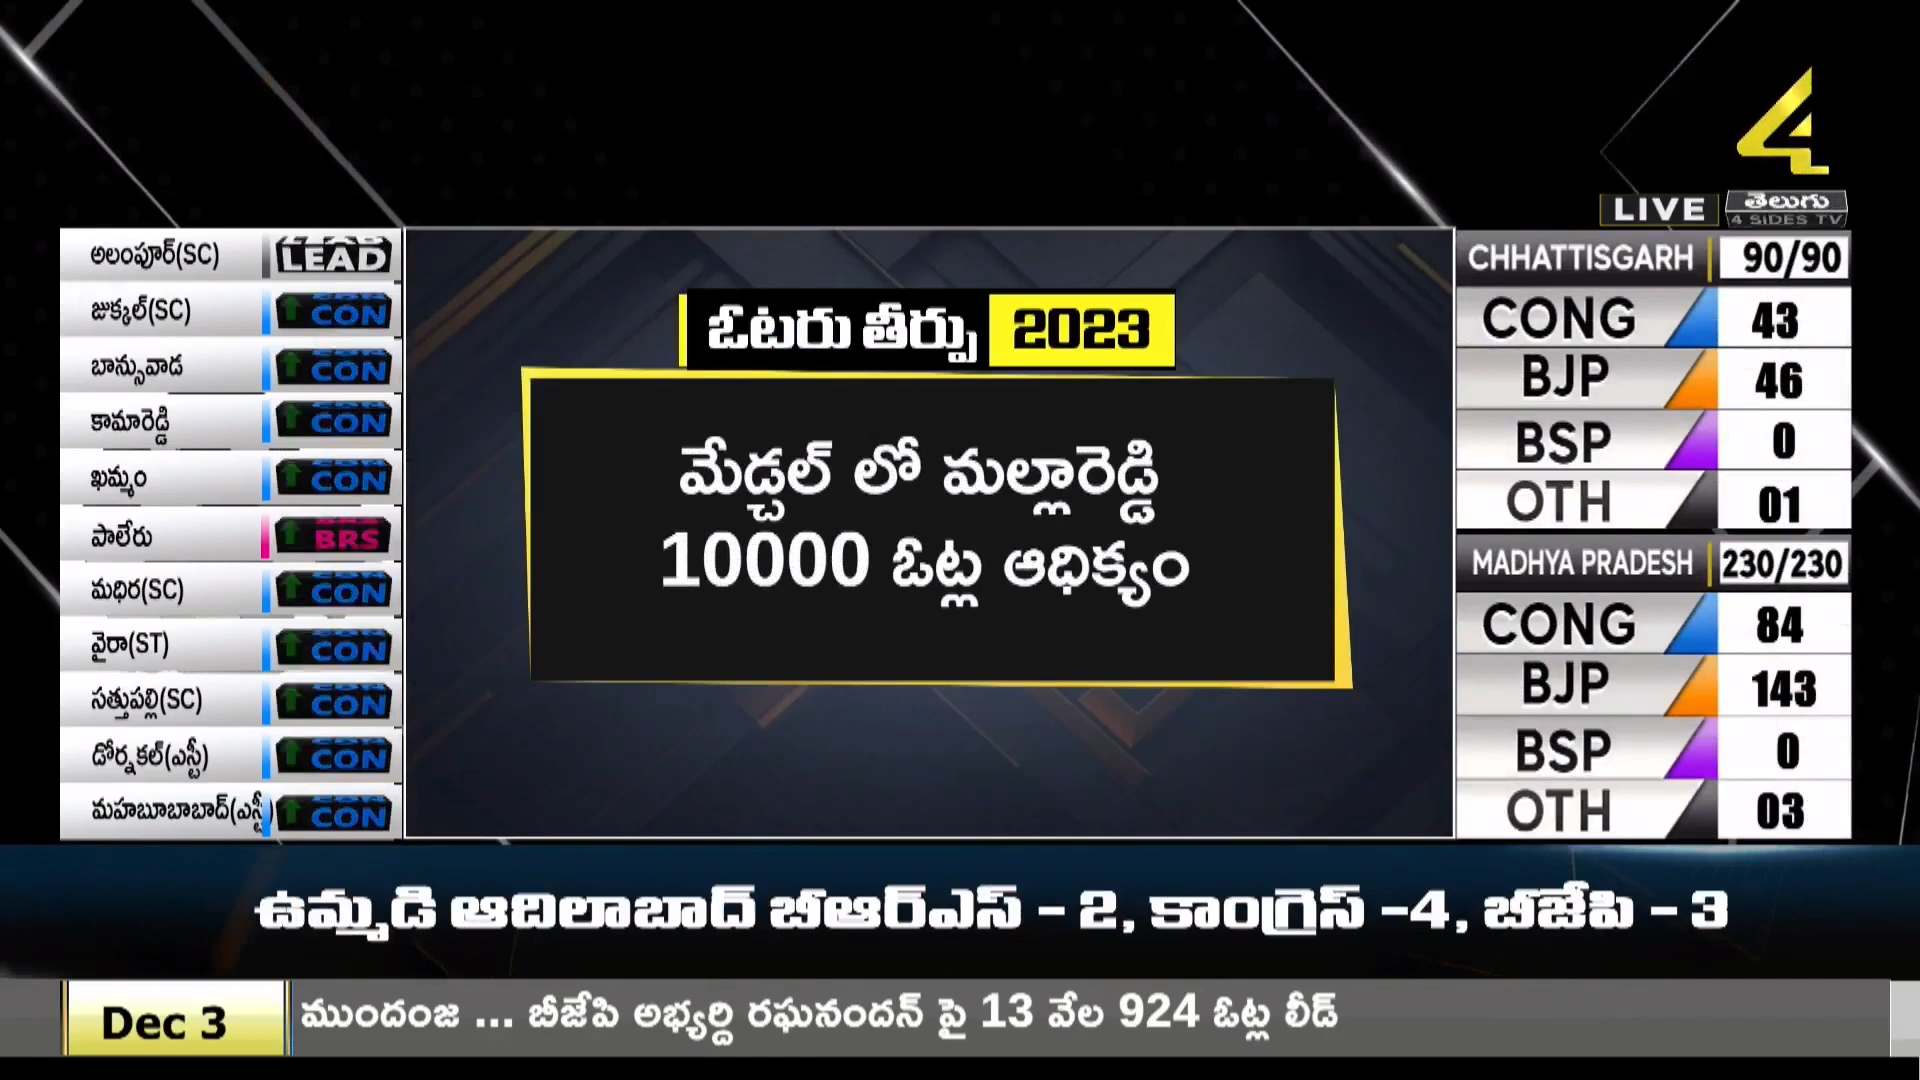 LIVE
తెలుగు
4 SIDES TV
అలంపూర్(SC) LEAD
జుక్కల్(SC) CON
బాన్సువాడ CON
కామారెడ్డి CON
ఖమ్మం CON
పాలేరు BRS
మధిర(SC) CON
వైరా(ST) CON
సత్తుపల్లి(SC) CON
డోర్నకల్(ఎస్టీ) CON
మహబూబాబాద్(ఎస్టీ) CON
ఓటరు తీర్పు 2023
మేడ్చల్ లో మల్లారెడ్డి
10000 ఓట్ల ఆధిక్యం
CHHATTISGARH 90/90
CONG 43
BJP 46
BSP 0
OTH 01
MADHYA PRADESH 230/230
CONG 84
BJP 143
BSP 0
OTH 03
ఉమ్మడి ఆదిలాబాద్ బీఆర్ఎస్ - 2, కాంగ్రెస్ -4, బీజేపి - 3
Dec 3 ముందంజ ... బీజేపి అభ్యర్ది రఘనందన్ పై 13 వేల 924 ఓట్ల లీడ్